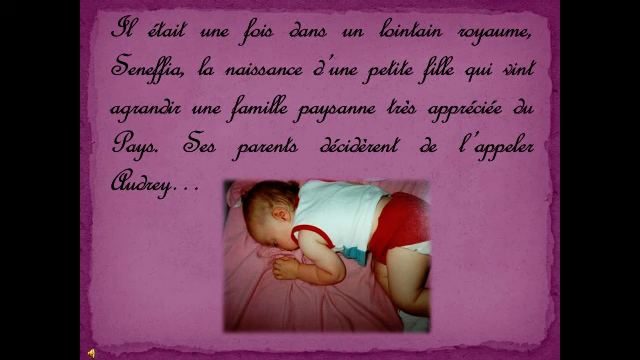 Il était une fois dans un lointain royaume,
Seneffia, la naissance d'une petite fille qui vint
agrandir une famille paysanne très appréciée du
Pays. Ses parents décidèrent de l'appeler
Audrey...